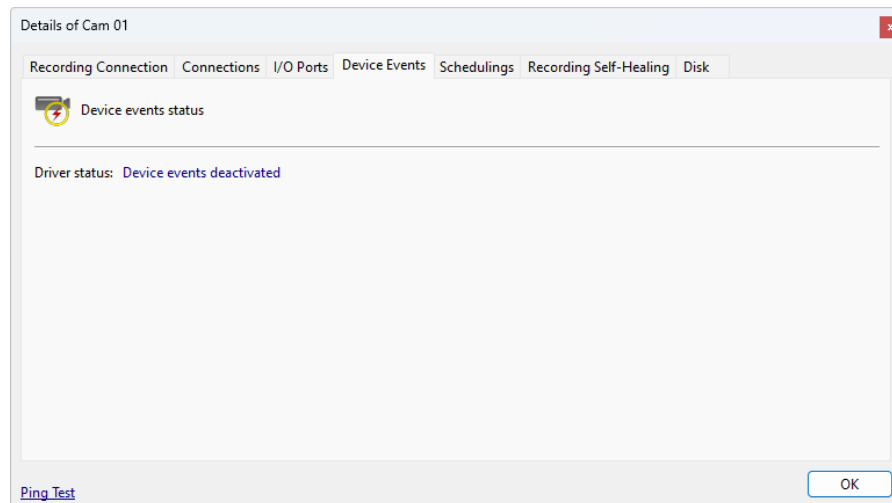 Details of Cam 01
Recording Connection Connections I/O Ports Device Events Schedulings Recording Self-Healing Disk
Device events status
Driver status: Device events deactivated
Ping Test
OK